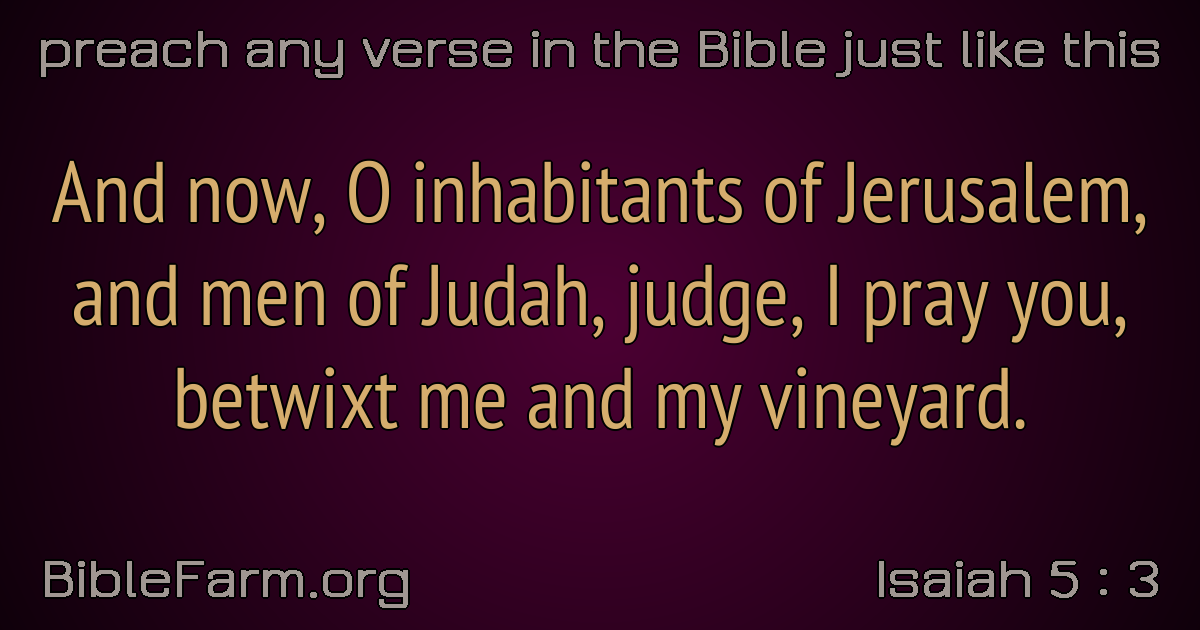 preach any verse in the Bible just like this
And now, O inhabitants of Jerusalem,
and men of Judah, judge, I pray you,
betwixt me and my vineyard.
BibleFarm.org
Isaiah 5 : 3